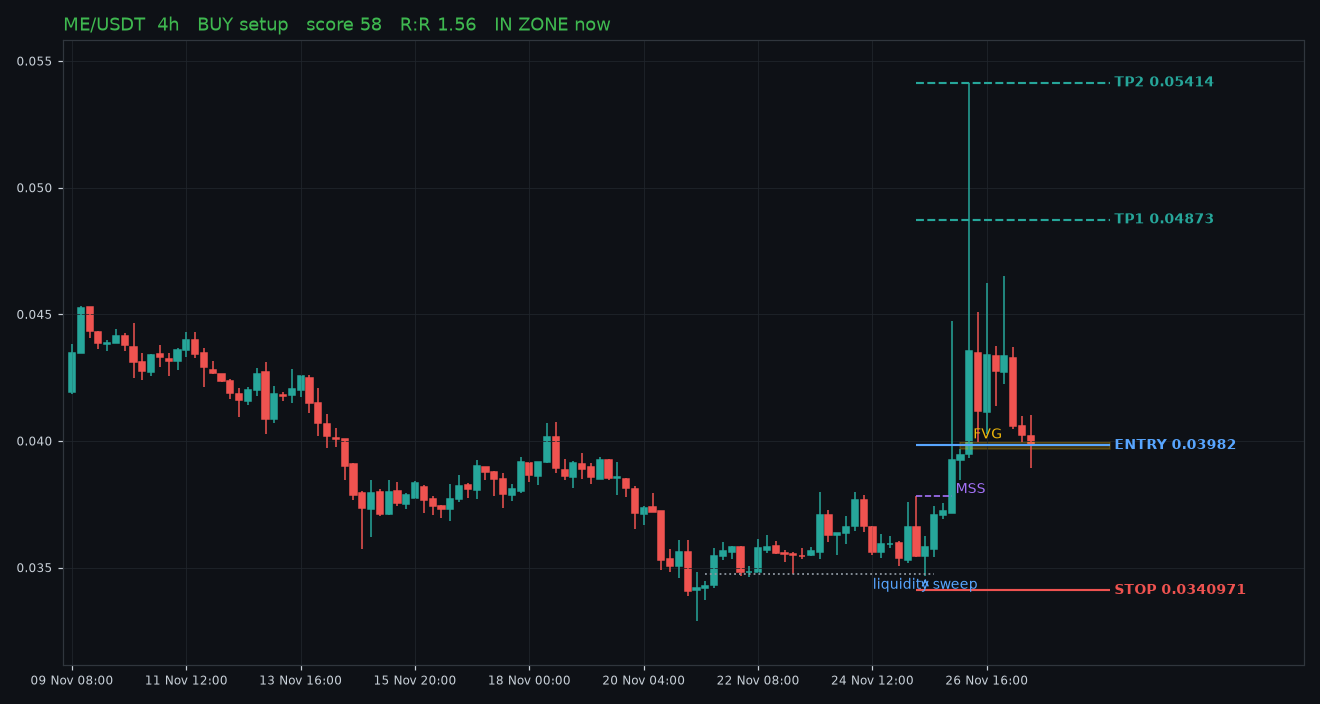 ME/USDT 4h BUY setup score 58 R:R 1.56 IN ZONE now
0.055
TP2 0.05414
0.050
TP1 0.04873
0.045
FVG
0.040
ENTRY 0.03982
MSS
0.035
liquidity sweep
STOP 0.0340971
09 Nov 08:00
11 Nov 12:00
13 Nov 16:00
15 Nov 20:00
18 Nov 00:00
20 Nov 04:00
22 Nov 08:00
24 Nov 12:00
26 Nov 16:00